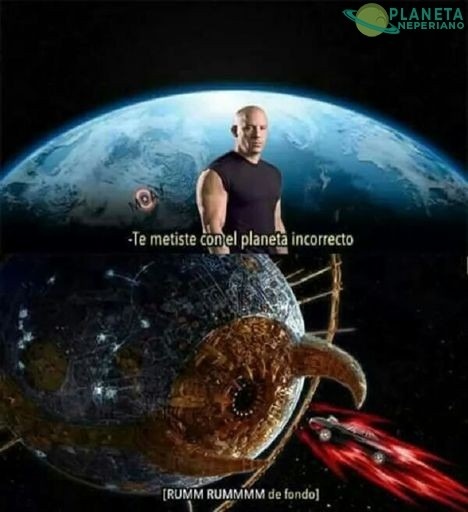 PLANETA
NEPERIANO
-Te metiste con el planeta incorrecto
[RUMM RUMMMM de fondo]